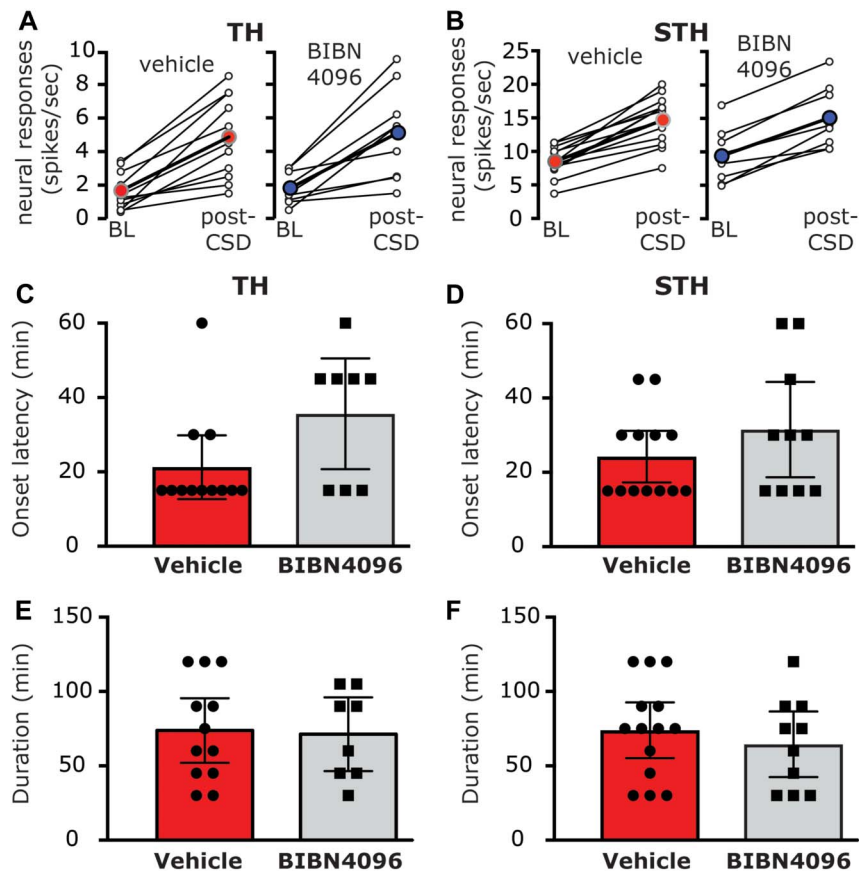 A
TH
B
STH
neural responses
(spikes/sec)
10
8
6
4
2
0
vehicle
BIBN
4096
BL
post-
CSD
BL
post-
CSD
neural responses
(spikes/sec)
25
20
15
10
5
0
vehicle
BIBN
4096
BL
post-
CSD
BL
post-
CSD
C
TH
Onset latency (min)
60
40
20
0
Vehicle
BIBN4096
D
STH
Onset latency (min)
60
40
20
0
Vehicle
BIBN4096
E
Duration (min)
150
100
50
0
Vehicle
BIBN4096
F
Duration (min)
150
100
50
0
Vehicle
BIBN4096